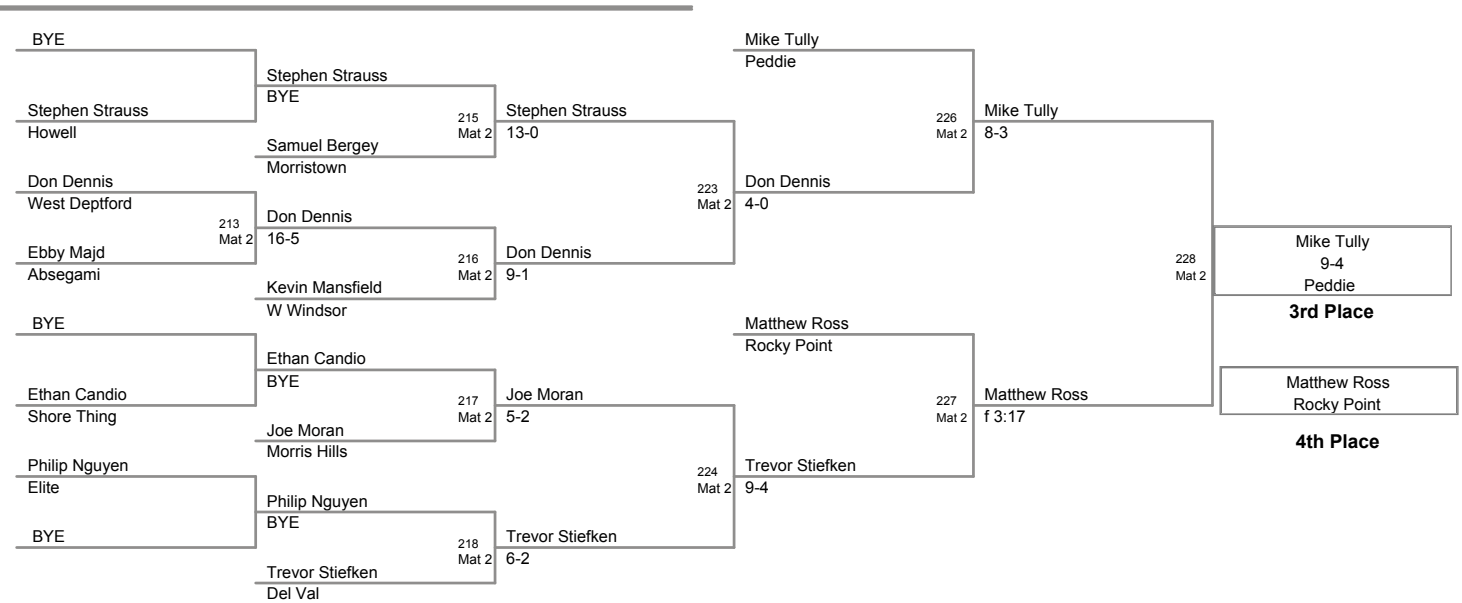 BYE
Stephen Strauss
Howell
Don Dennis
West Deptford
Ebby Majd
Absegami
BYE
Ethan Candio
Shore Thing
Philip Nguyen
Elite
BYE
Stephen Strauss
BYE
Samuel Bergey
Morristown
213
Mat 2
Don Dennis
16-5
Kevin Mansfield
W Windsor
Ethan Candio
BYE
Joe Moran
Morris Hills
Philip Nguyen
BYE
Trevor Stiefken
Del Val
215
Mat 2
Stephen Strauss
13-0
216
Mat 2
Don Dennis
9-1
217
Mat 2
Joe Moran
5-2
218
Mat 2
Trevor Stiefken
6-2
Mike Tully
Peddie
223
Mat 2
Don Dennis
4-0
Matthew Ross
Rocky Point
224
Mat 2
Trevor Stiefken
9-4
226
Mat 2
Mike Tully
8-3
227
Mat 2
Matthew Ross
f 3:17
228
Mat 2
Mike Tully
9-4
Peddie
3rd Place
Matthew Ross
Rocky Point
4th Place